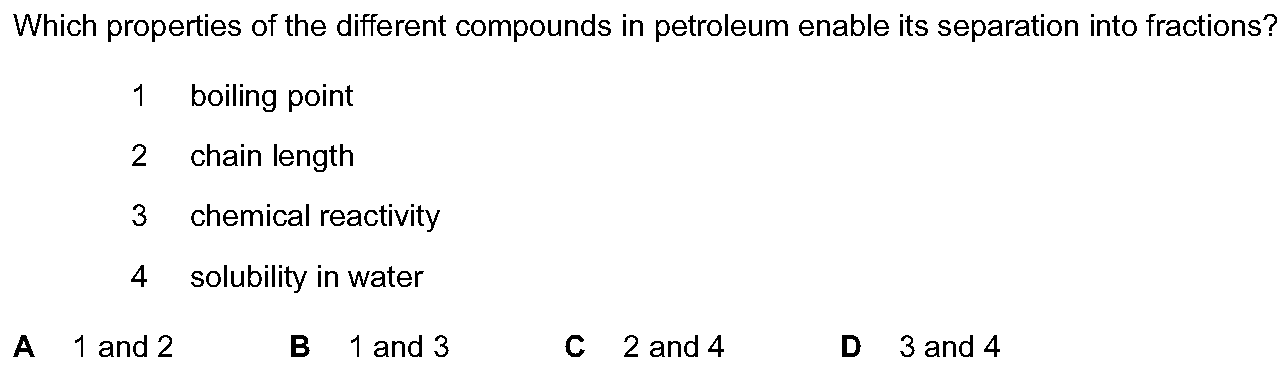 Which properties of the different compounds in petroleum enable its separation into fractions?
1 boiling point
2 chain length
3 chemical reactivity
4 solubility in water
A 1 and 2 B 1 and 3 C 2 and 4 D 3 and 4